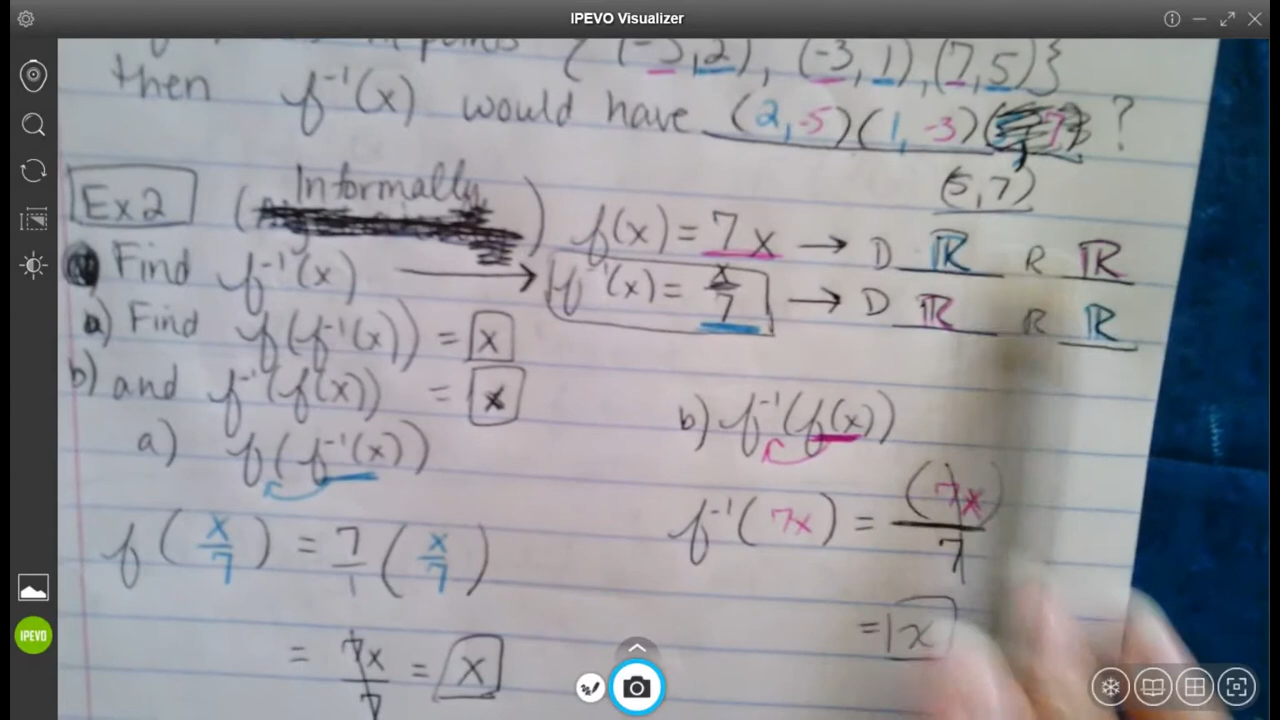 IPEVO Visualizer
{(-5,2), (-3,1),(7,5)}
then f⁻¹(x) would have (2,-5)(1,-3) ?
(5,7)
Ex 2 (Informally) f(x) = 7x → D ℝ R ℝ
Find f⁻¹(x) → f⁻¹(x) = x/7 → D ℝ R ℝ
a) Find f(f⁻¹(x)) = x
b) and f⁻¹(f(x)) = x
a) f(f⁻¹(x))
f(x/7) = 7/1 (x/7)
= 7x/7 = x
b) f⁻¹(f(x))
f⁻¹(7x) = (7x)/7
= x
IPEVO